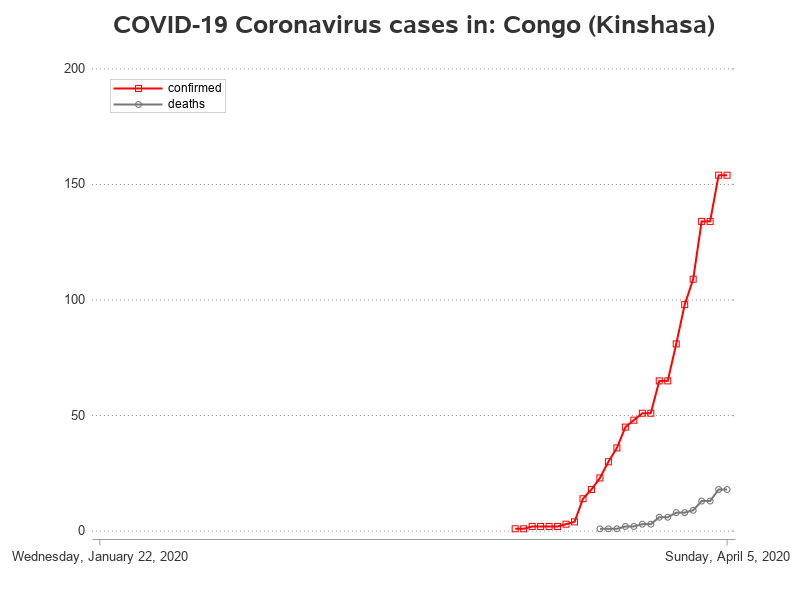 COVID-19 Coronavirus cases in: Congo (Kinshasa)
200
confirmed
deaths
150
100
50
0
Wednesday, January 22, 2020 Sunday, April 5, 2020